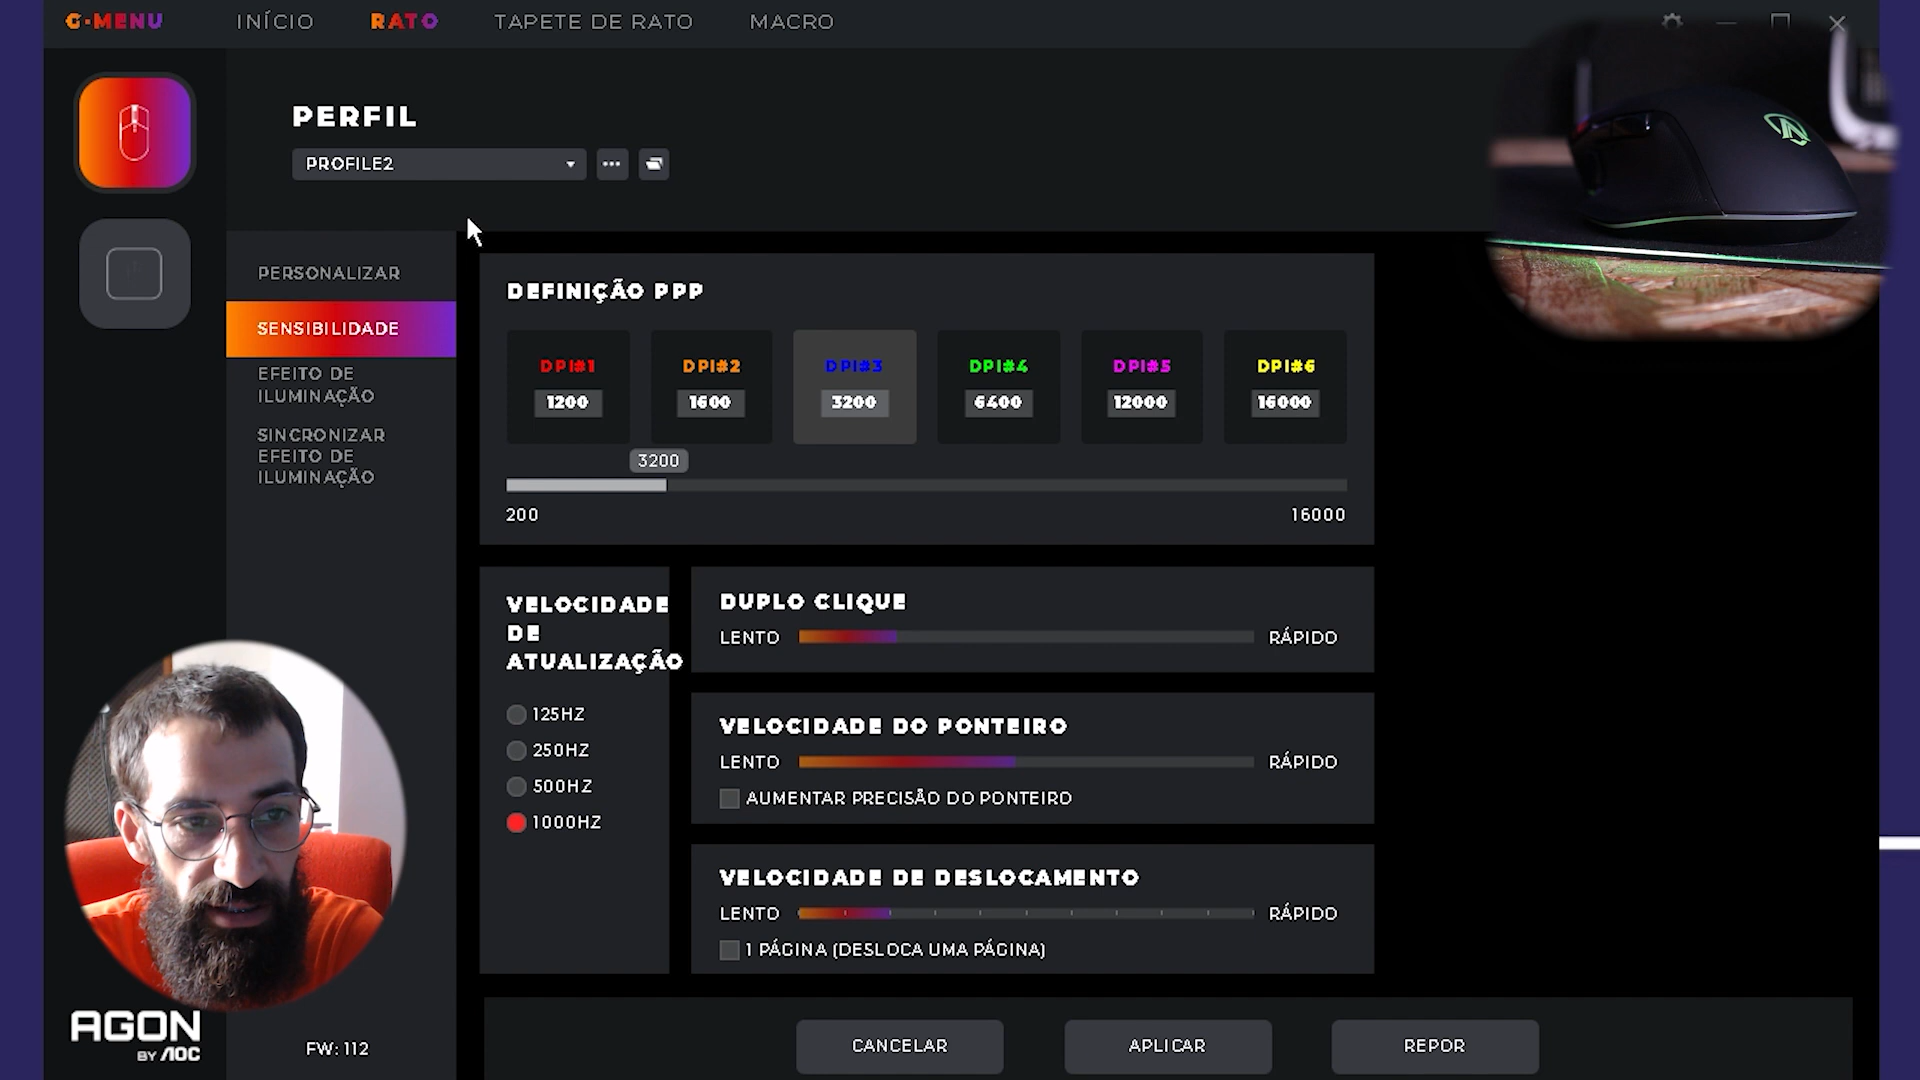 G-MENU INÍCIO RATO TAPETE DE RATO MACRO
PERFIL
PROFILE2
PERSONALIZAR
SENSIBILIDADE
EFEITO DE
ILUMINAÇÃO
SINCRONIZAR
EFEITO DE
ILUMINAÇÃO
DEFINIÇÃO PPP
DPI#1 DPI#2 DPI#3 DPI#4 DPI#5 DPI#6
1200 1600 3200 6400 12000 16000
3200
200 16000
VELOCIDADE
DE
ATUALIZAÇÃO
125HZ
250HZ
500HZ
1000HZ
DUPLO CLIQUE
LENTO RÁPIDO
VELOCIDADE DO PONTEIRO
LENTO RÁPIDO
AUMENTAR PRECISÃO DO PONTEIRO
VELOCIDADE DE DESLOCAMENTO
LENTO RÁPIDO
1 PÁGINA (DESLOCA UMA PÁGINA)
AGON
BY AOC
FW: 112
CANCELAR APLICAR REPOR